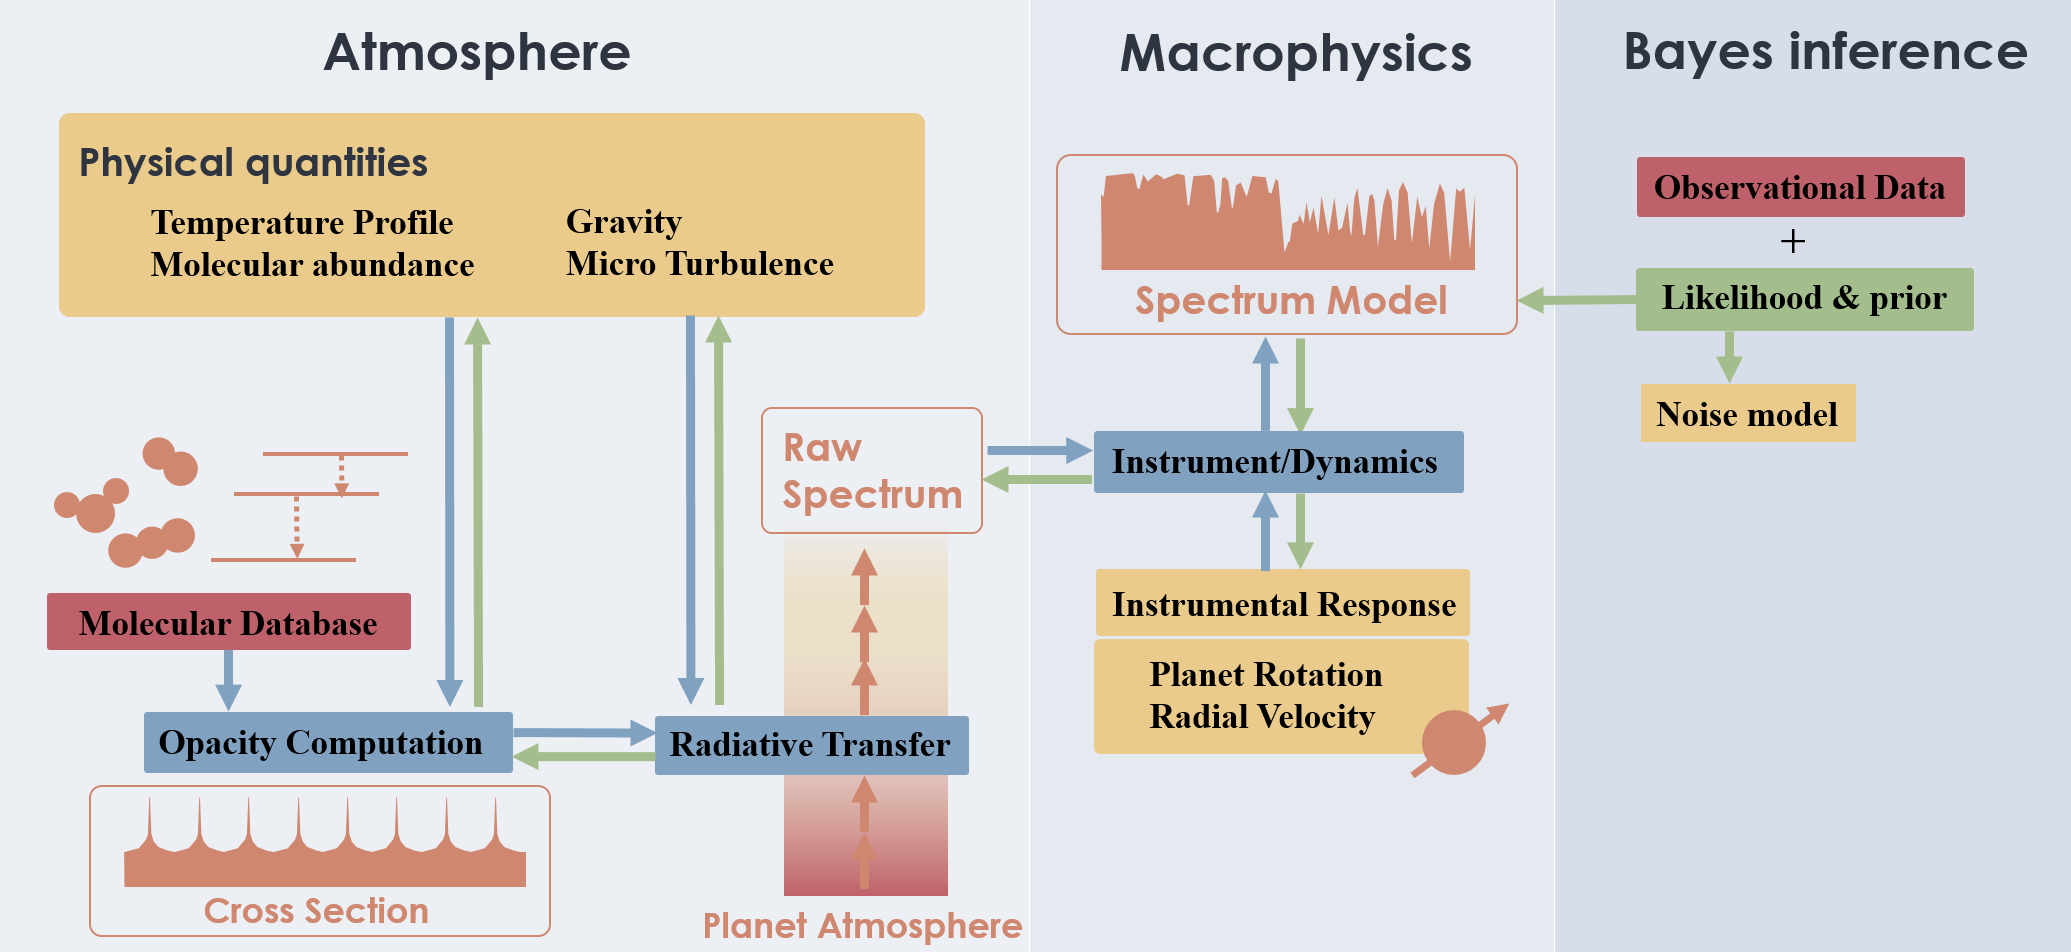 Atmosphere
Physical quantities
Temperature Profile
Molecular abundance
Gravity
Micro Turbulence
Molecular Database
Opacity Computation
Cross Section
Radiative Transfer
Raw
Spectrum
Planet Atmosphere
Macrophysics
Spectrum Model
Instrument/Dynamics
Instrumental Response
Planet Rotation
Radial Velocity
Bayes inference
Observational Data
+
Likelihood & prior
Noise model